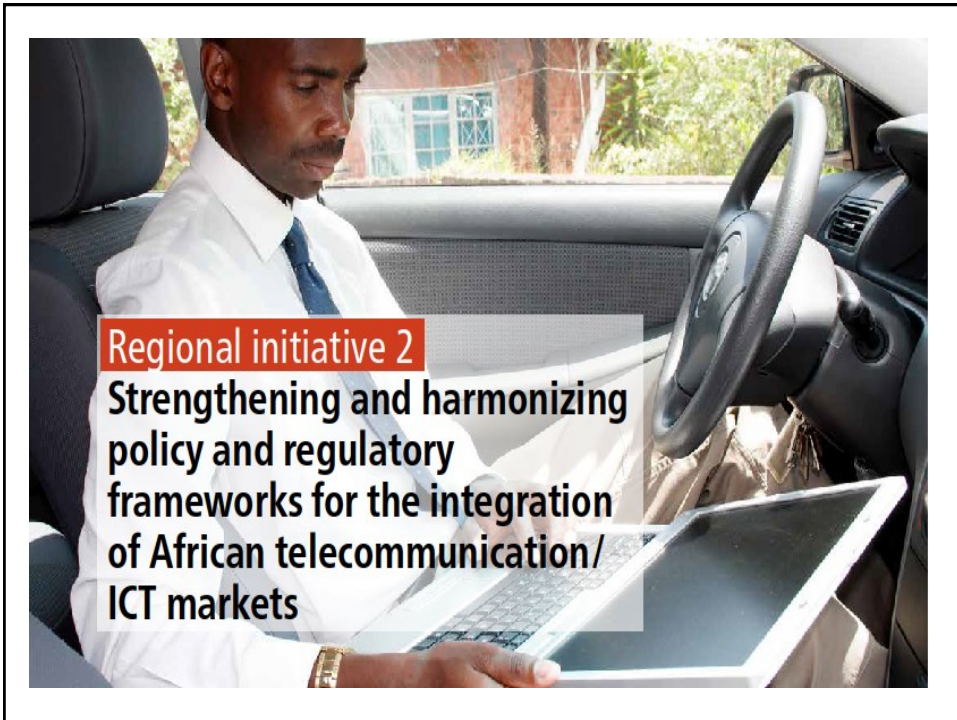 Regional initiative 2
Strengthening and harmonizing
policy and regulatory
frameworks for the integration
of African telecommunication/
ICT markets